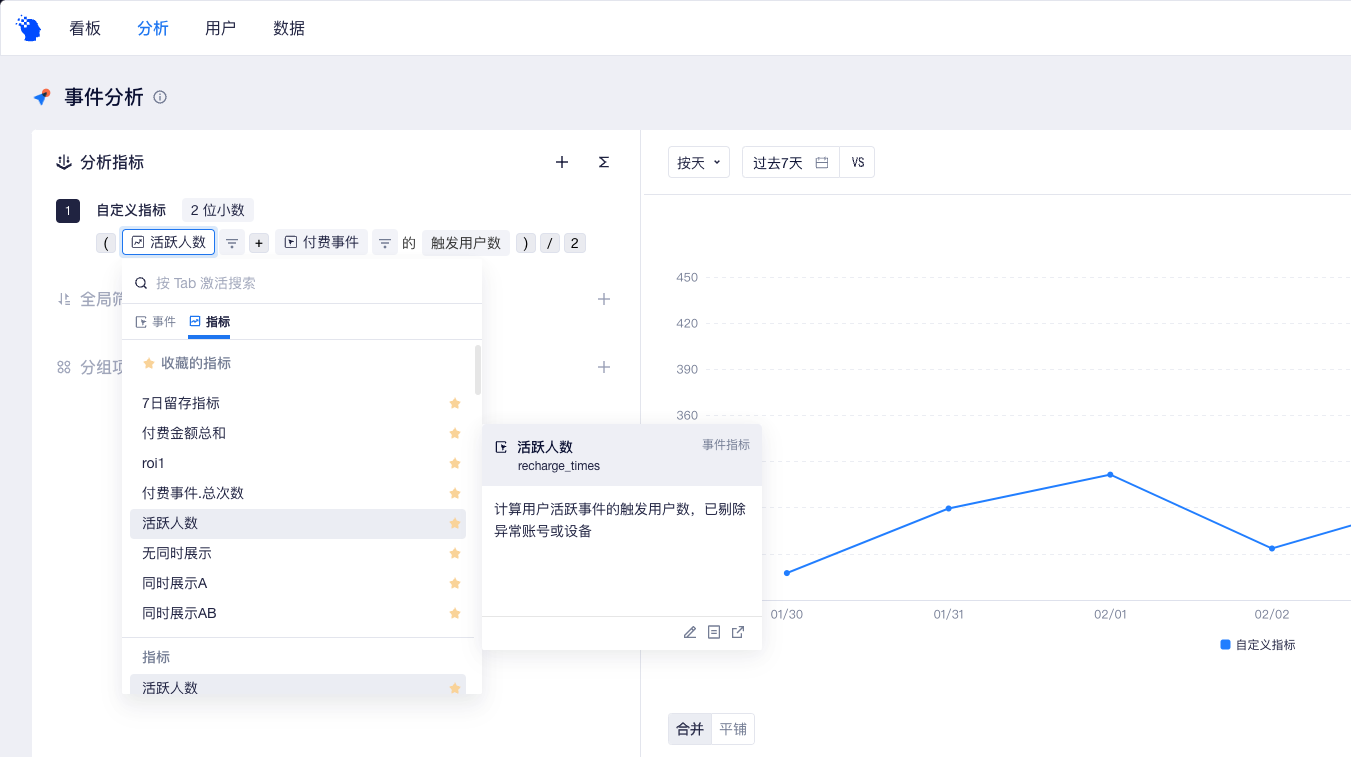 看板 分析 用户 数据
事件分析
分析指标
按天 过去7天 VS
1 自定义指标 2 位小数
( 活跃人数 + 付费事件 的 触发用户数 ) / 2
按 Tab 激活搜索
全局筛
事件 指标
分组项
收藏的指标
7日留存指标
付费金额总和
roi1
付费事件.总次数
活跃人数
无同时展示
同时展示A
同时展示AB
指标
活跃人数
活跃人数 事件指标
recharge_times
计算用户活跃事件的触发用户数，已剔除
异常账号或设备
450
420
390
360
01/30 01/31 02/01 02/02
自定义指标
合并 平铺